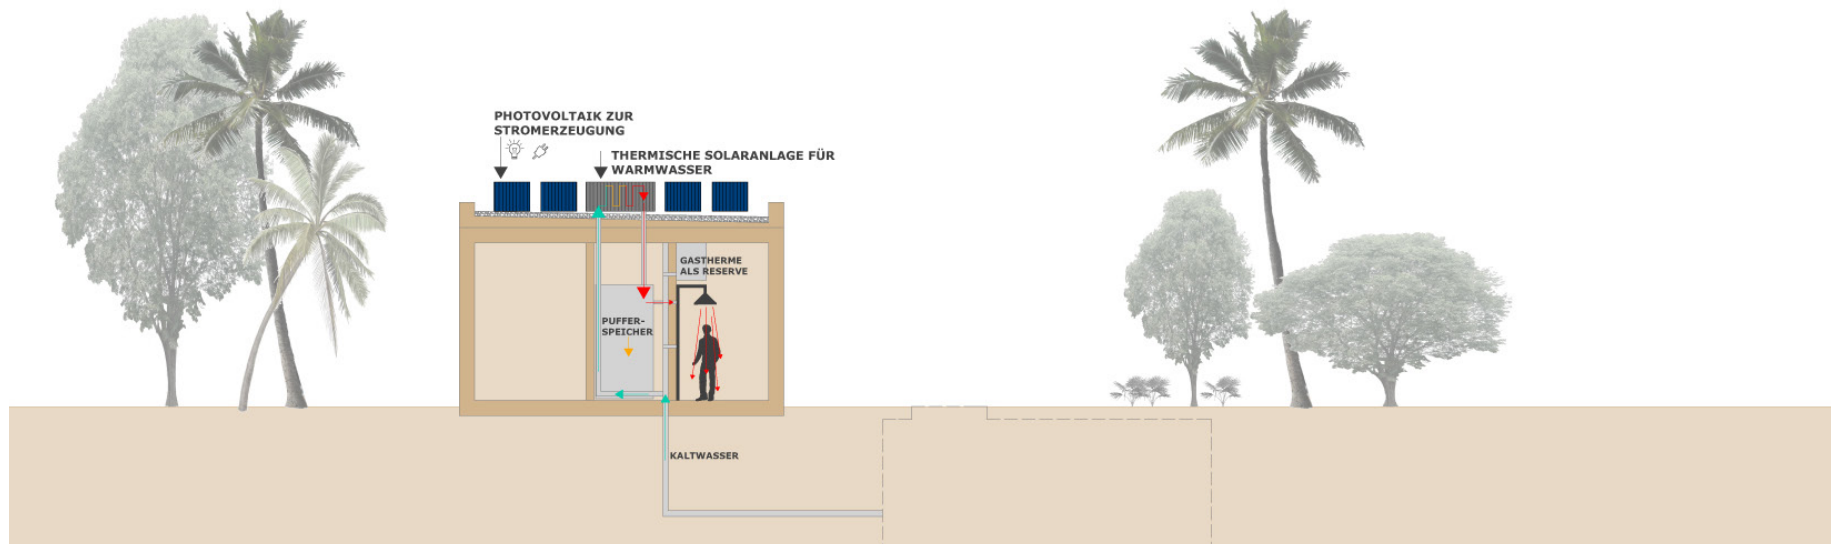 PHOTOVOLTAIK ZUR
STROMERZEUGUNG
THERMISCHE SOLARANLAGE FÜR
WARMWASSER
GASTHERME
ALS RESERVE
PUFFER-
SPEICHER
KALTWASSER